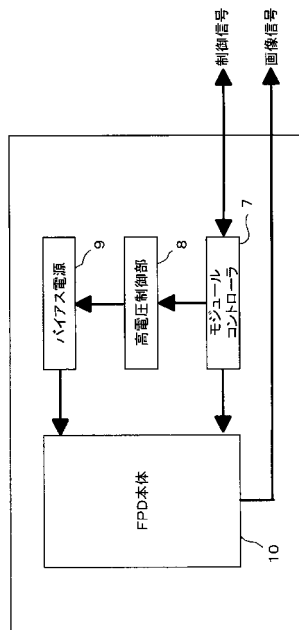 バイアス電源
9
高電圧制御部
8
モジュール
コントローラ
7
FPD本体
10
制御信号
画像信号